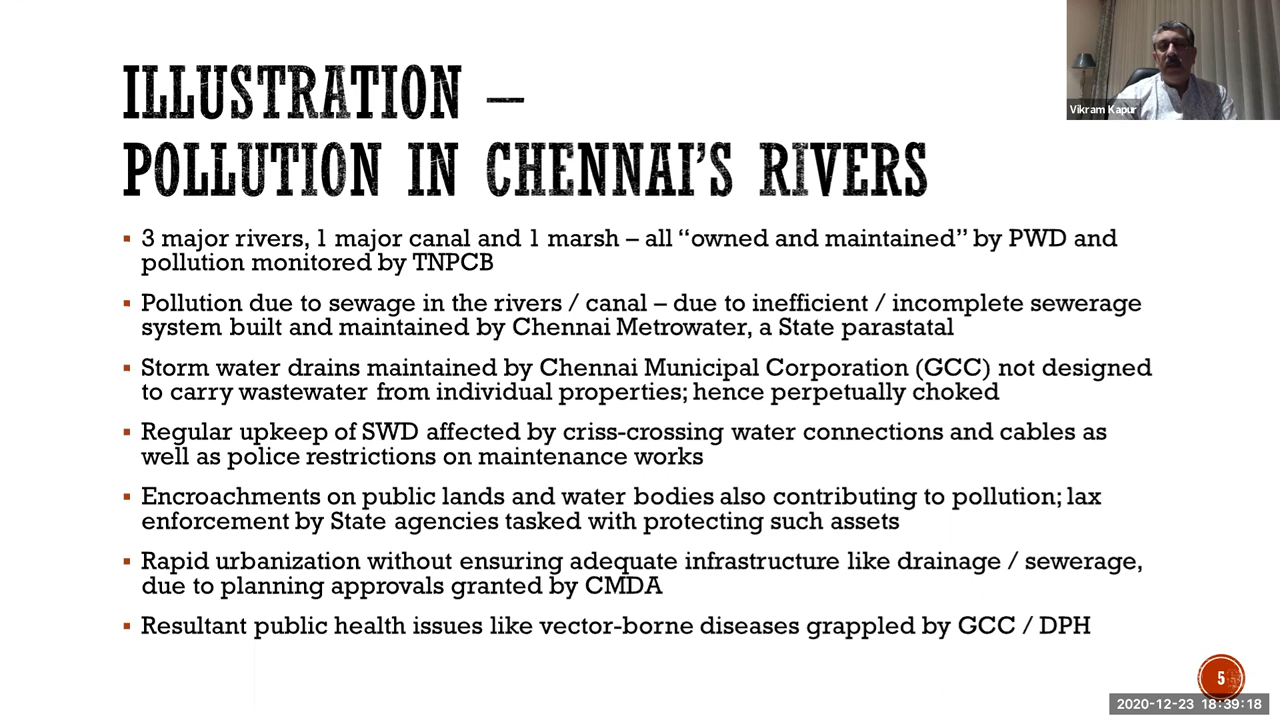 ILLUSTRATION –
POLLUTION IN CHENNAI’S RIVERS
Vikram Kapur
▪ 3 major rivers, 1 major canal and 1 marsh – all “owned and maintained” by PWD and
pollution monitored by TNPCB
▪ Pollution due to sewage in the rivers / canal – due to inefficient / incomplete sewerage
system built and maintained by Chennai Metrowater, a State parastatal
▪ Storm water drains maintained by Chennai Municipal Corporation (GCC) not designed
to carry wastewater from individual properties; hence perpetually choked
▪ Regular upkeep of SWD affected by criss-crossing water connections and cables as
well as police restrictions on maintenance works
▪ Encroachments on public lands and water bodies also contributing to pollution; lax
enforcement by State agencies tasked with protecting such assets
▪ Rapid urbanization without ensuring adequate infrastructure like drainage / sewerage,
due to planning approvals granted by CMDA
▪ Resultant public health issues like vector-borne diseases grappled by GCC / DPH
5
2020-12-23 18:39:18